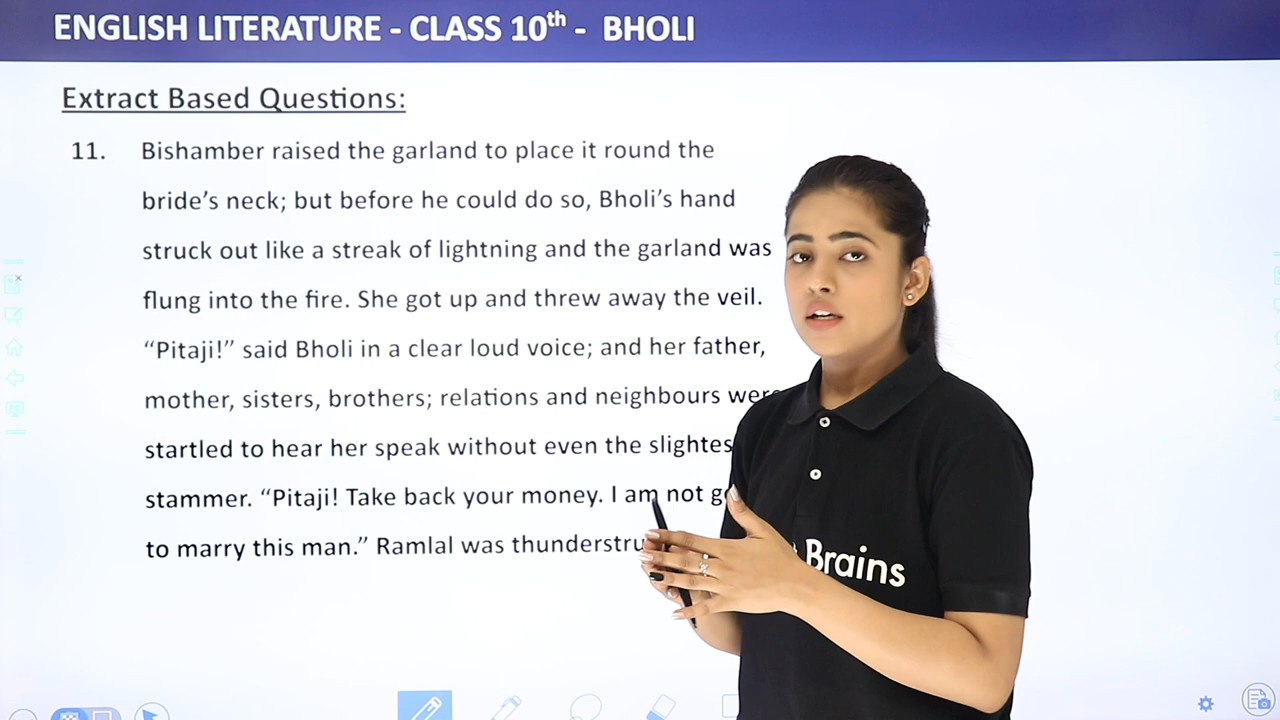 ENGLISH LITERATURE - CLASS 10th - BHOLI
Extract Based Questions:
11. Bishamber raised the garland to place it round the
bride's neck; but before he could do so, Bholi's hand
struck out like a streak of lightning and the garland was
flung into the fire. She got up and threw away the veil.
“Pitaji!” said Bholi in a clear loud voice; and her father,
mother, sisters, brothers; relations and neighbours were
startled to hear her speak without even the
stammer. “Pitaji! Take back your money. I am not
to marry this man.” Ramlal was
Brains